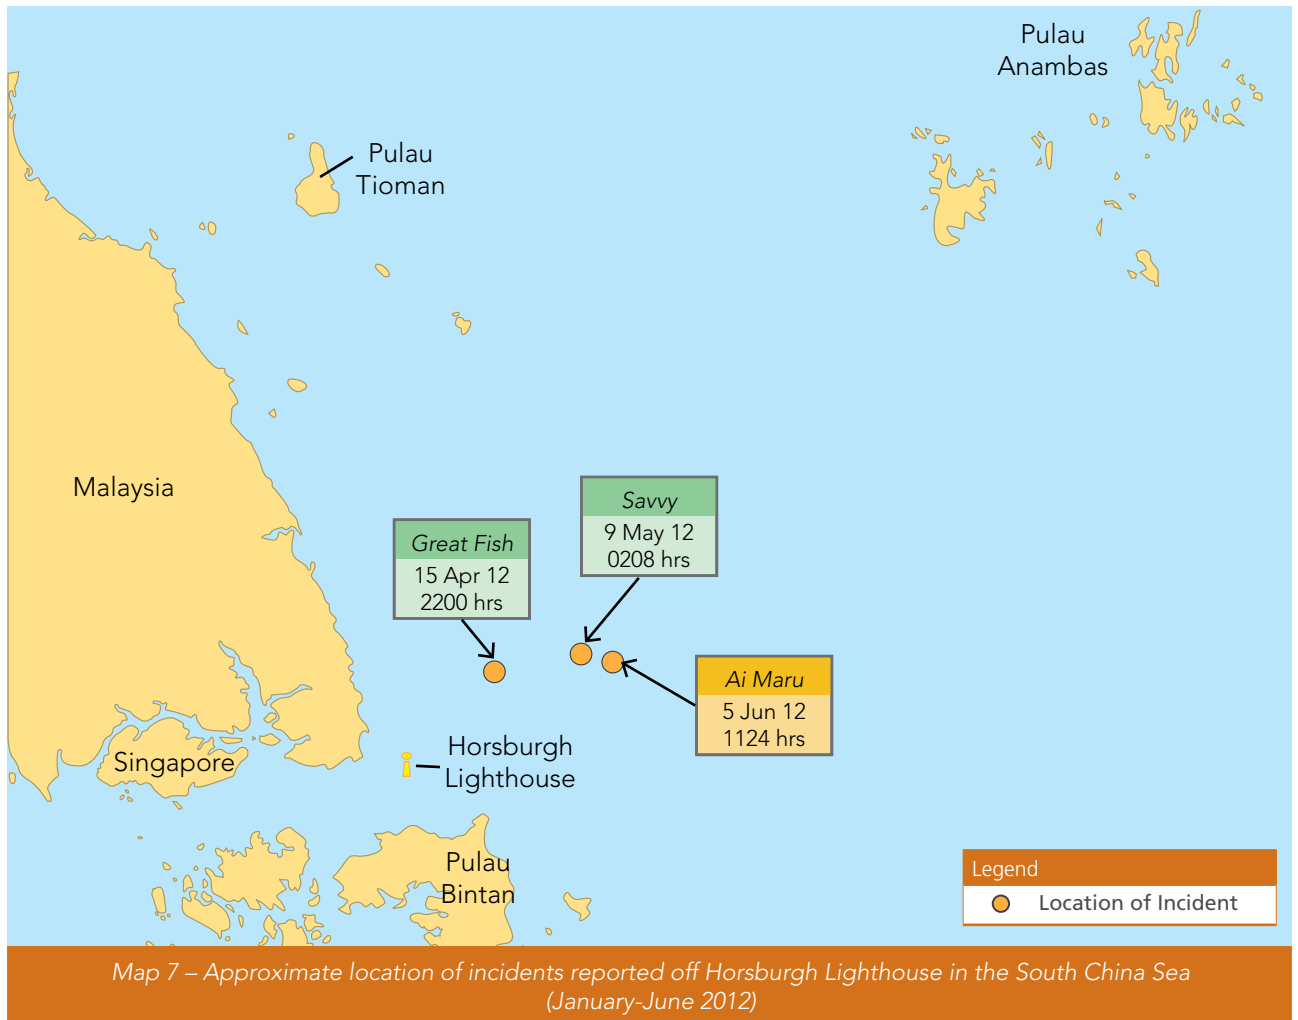 Pulau
Anambas
Pulau
Tioman
Malaysia
Savvy
9 May 12
0208 hrs
Great Fish
15 Apr 12
2200 hrs
Ai Maru
5 Jun 12
1124 hrs
Horsburgh
Lighthouse
Singapore
Pulau
Bintan
Legend
Location of Incident
Map 7 – Approximate location of incidents reported off Horsburgh Lighthouse in the South China Sea
(January-June 2012)